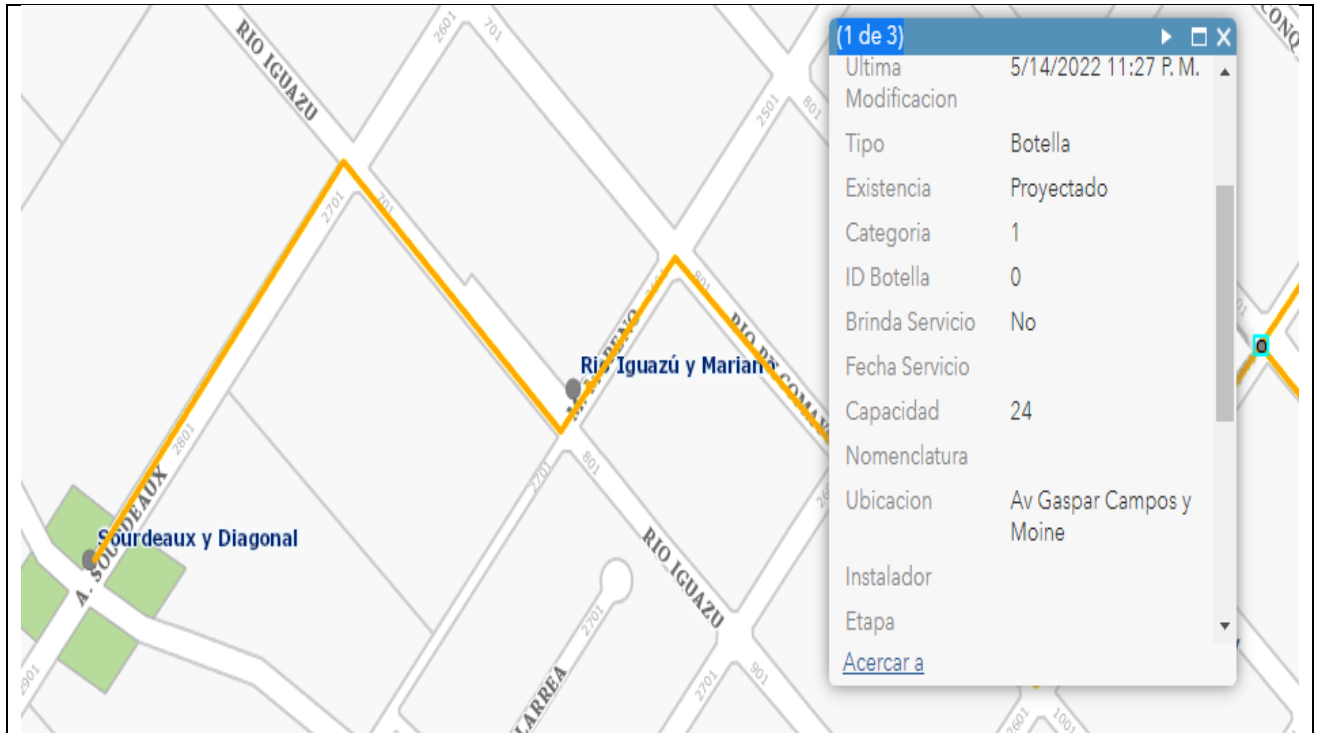 (1 de 3)
Ultima Modificacion 5/14/2022 11:27 P. M.
Tipo Botella
Existencia Proyectado
Categoria 1
ID Botella 0
Brinda Servicio No
Fecha Servicio
Capacidad 24
Nomenclatura
Ubicacion Av Gaspar Campos y Moine
Instalador
Etapa
Acercar a
RIO IGUAZU
2601
701
2501
801
2701
701
801
Rio Iguazú y Mariano
2801
A. SOURDEAUX
Sourdeaux y Diagonal
2701
801
RIO IGUAZU
2701
LARREA
2701
901
2901
2601
1001